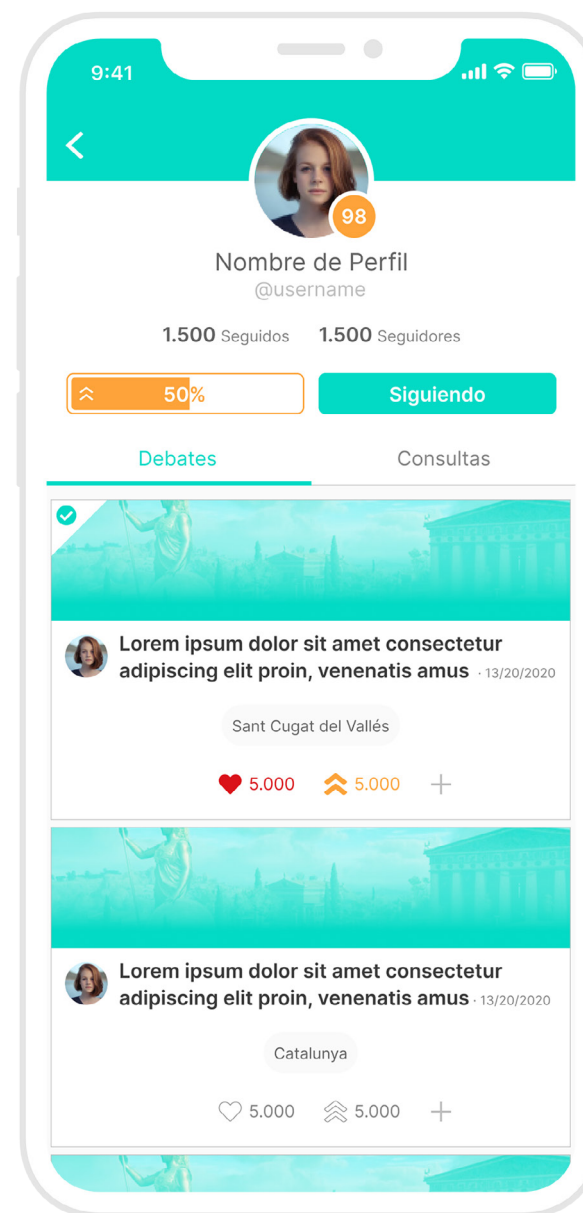 9:41
98
Nombre de Perfil
@username
1.500 Seguidos 1.500 Seguidores
50% Siguiendo
Debates Consultas
Lorem ipsum dolor sit amet consectetur
adipiscing elit proin, venenatis amus · 13/20/2020
Sant Cugat del Vallés
5.000 5.000
Lorem ipsum dolor sit amet consectetur
adipiscing elit proin, venenatis amus · 13/20/2020
Catalunya
5.000 5.000